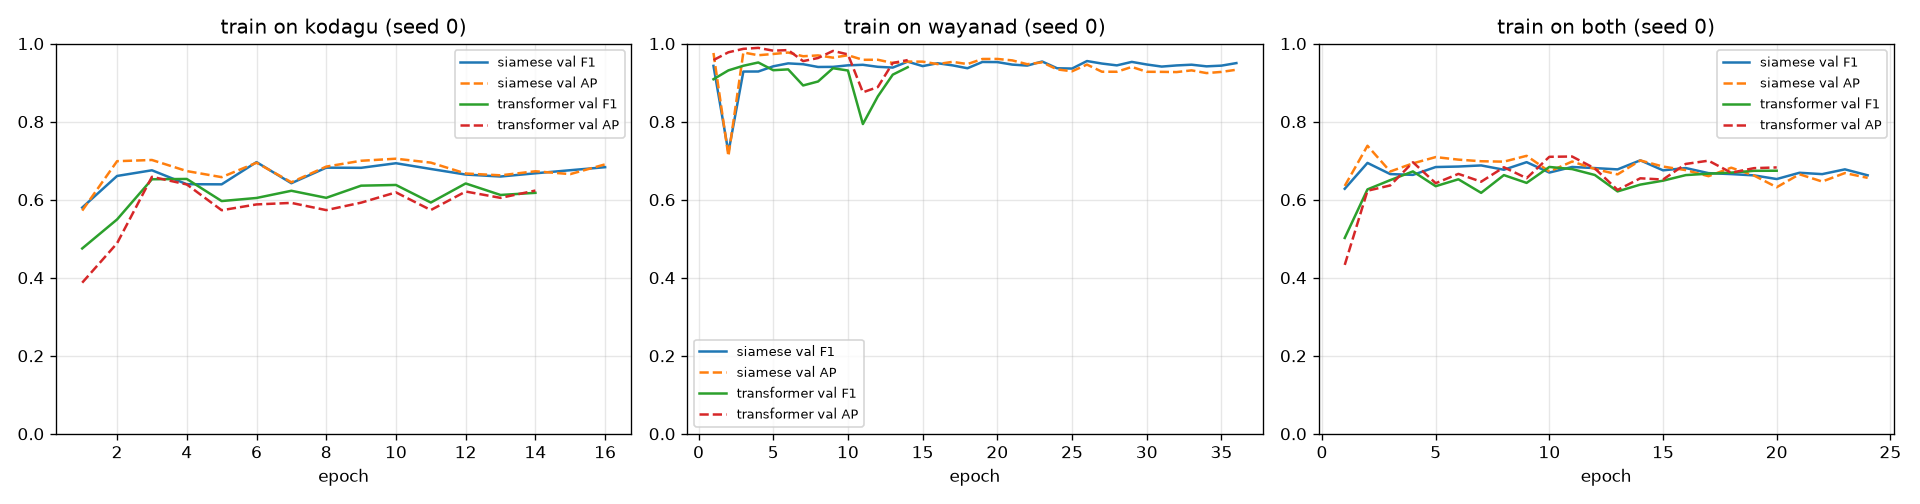 train on kodagu (seed 0)
1.0
0.8
0.6
0.4
0.2
0.0
siamese val F1
siamese val AP
transformer val F1
transformer val AP
2 4 6 8 10 12 14 16
epoch
train on wayanad (seed 0)
1.0
0.8
0.6
0.4
0.2
0.0
siamese val F1
siamese val AP
transformer val F1
transformer val AP
0 5 10 15 20 25 30 35
epoch
train on both (seed 0)
1.0
0.8
0.6
0.4
0.2
0.0
siamese val F1
siamese val AP
transformer val F1
transformer val AP
0 5 10 15 20 25
epoch